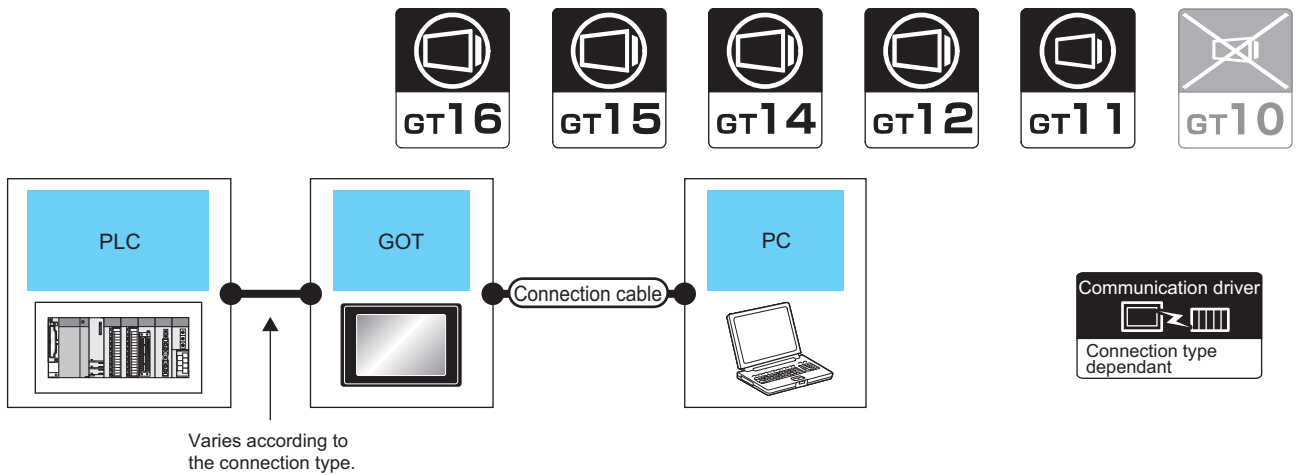 GT16 GT15 GT14 GT12 GT11 GT10
PLC GOT PC
Connection cable
Communication driver
Connection type
dependant
Varies according to
the connection type.